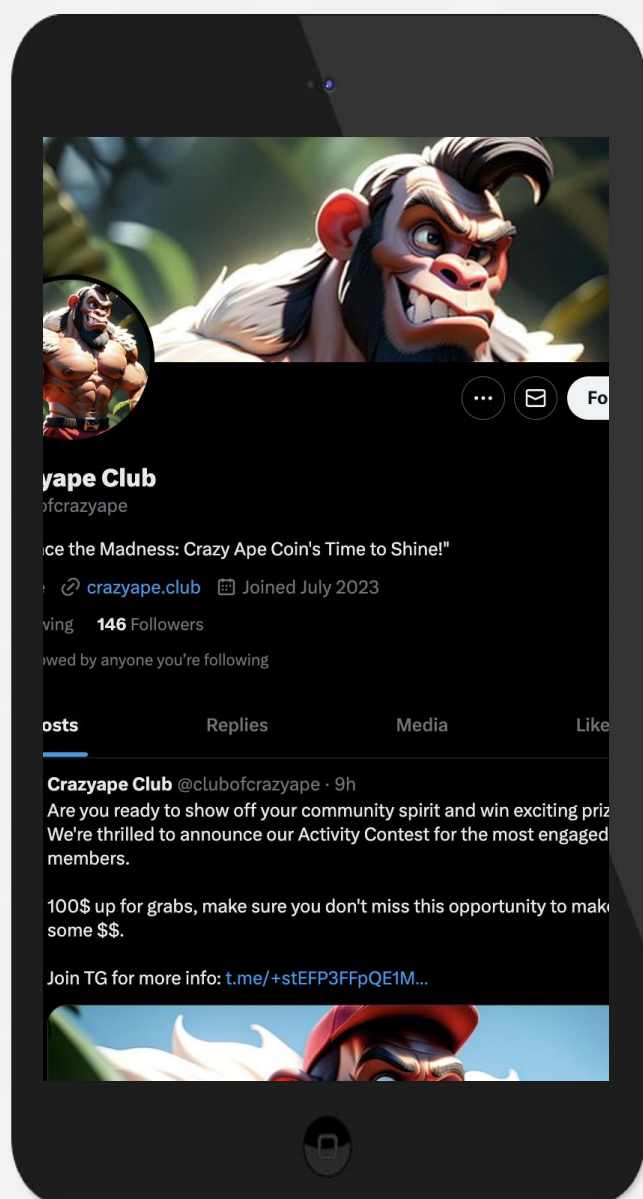 yape Club
ofcrazyape
ce the Madness: Crazy Ape Coin's Time to Shine!"
crazyape.club Joined July 2023
wing 146 Followers
owed by anyone you're following
osts Replies Media Like
Crazyape Club @clubofcrazyape · 9h
Are you ready to show off your community spirit and win exciting priz
We're thrilled to announce our Activity Contest for the most engaged
members.
100$ up for grabs, make sure you don't miss this opportunity to make
some $$.
Join TG for more info: t.me/+stEFP3FFpQE1M...
Fo